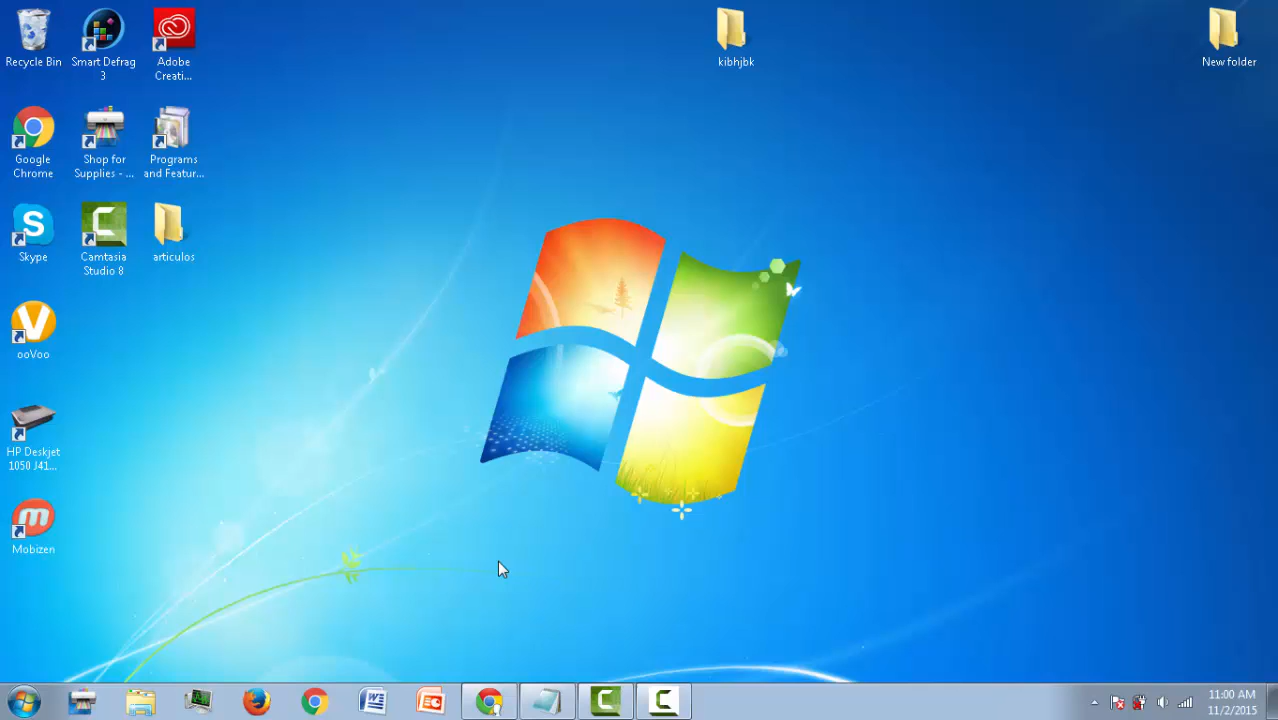 Recycle Bin
Smart Defrag
3
Adobe
Creati...
kibhjbk
New folder
Google
Chrome
Shop for
Supplies - ...
Programs
and Featur...
Skype
Camtasia
Studio 8
articulos
ooVoo
HP Deskjet
1050 J41...
Mobizen
11:00 AM
11/2/2015